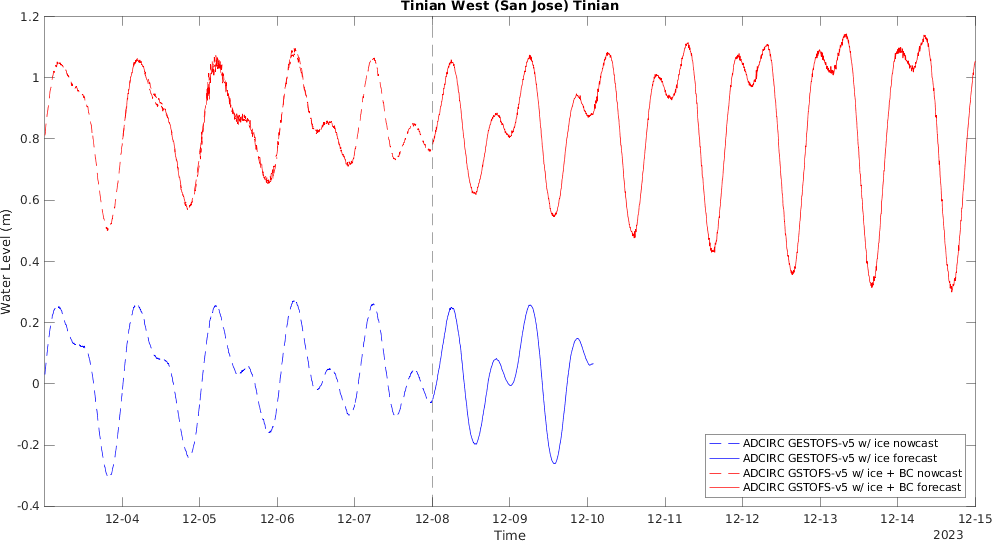 Tinian West (San Jose) Tinian
1.2
1
0.8
0.6
0.4
0.2
0
-0.2
-0.4
Water Level (m)
ADCIRC GESTOFS-v5 w/ ice nowcast
ADCIRC GESTOFS-v5 w/ ice forecast
ADCIRC GSTOFS-v5 w/ ice + BC nowcast
ADCIRC GSTOFS-v5 w/ ice + BC forecast
12-04 12-05 12-06 12-07 12-08 12-09 12-10 12-11 12-12 12-13 12-14 12-15
Time
2023